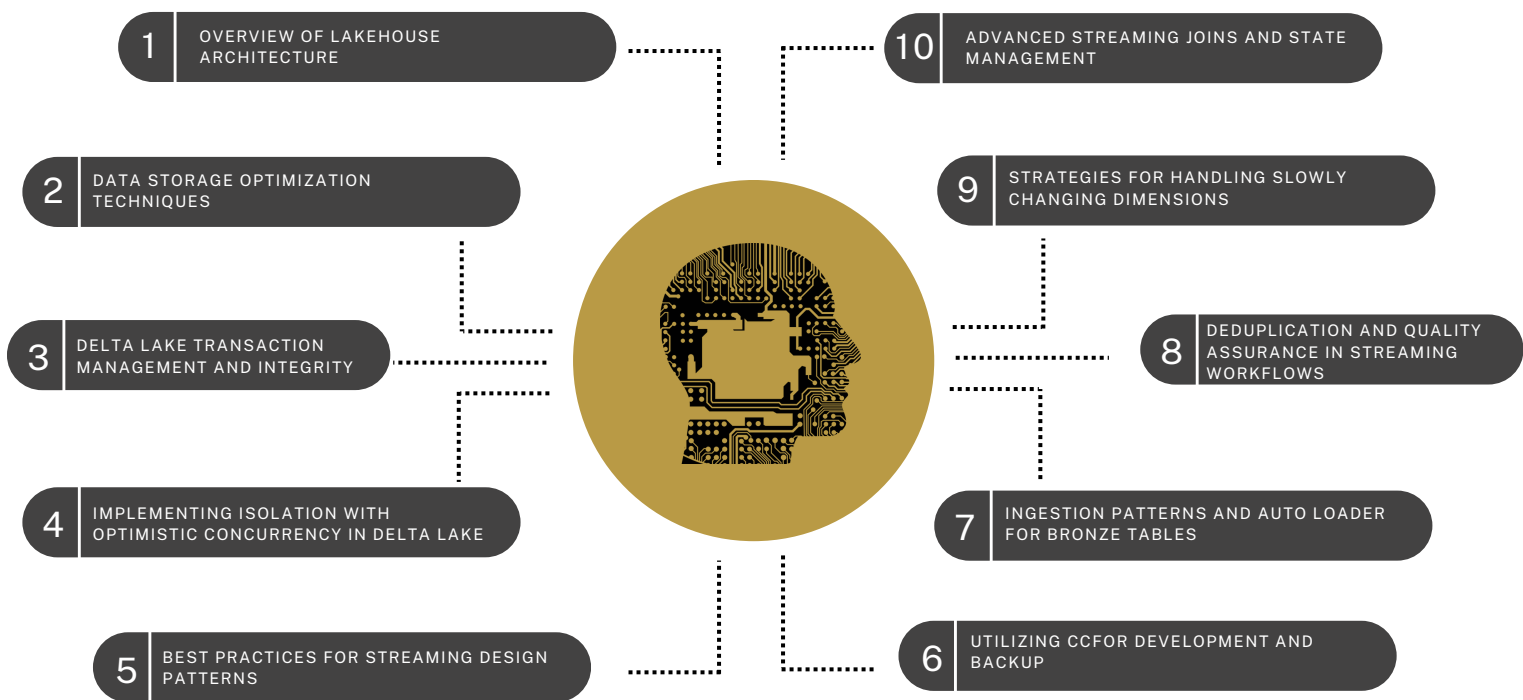 1
OVERVIEW OF LAKEHOUSE
ARCHITECTURE
2
DATA STORAGE OPTIMIZATION
TECHNIQUES
3
DELTA LAKE TRANSACTION
MANAGEMENT AND INTEGRITY
4
IMPLEMENTING ISOLATION WITH
OPTIMISTIC CONCURRENCY IN DELTA LAKE
5
BEST PRACTICES FOR STREAMING DESIGN
PATTERNS
6
UTILIZING CCFOR DEVELOPMENT AND
BACKUP
7
INGESTION PATTERNS AND AUTO LOADER
FOR BRONZE TABLES
8
DEDUPLICATION AND QUALITY
ASSURANCE IN STREAMING
WORKFLOWS
9
STRATEGIES FOR HANDLING SLOWLY
CHANGING DIMENSIONS
10
ADVANCED STREAMING JOINS AND STATE
MANAGEMENT